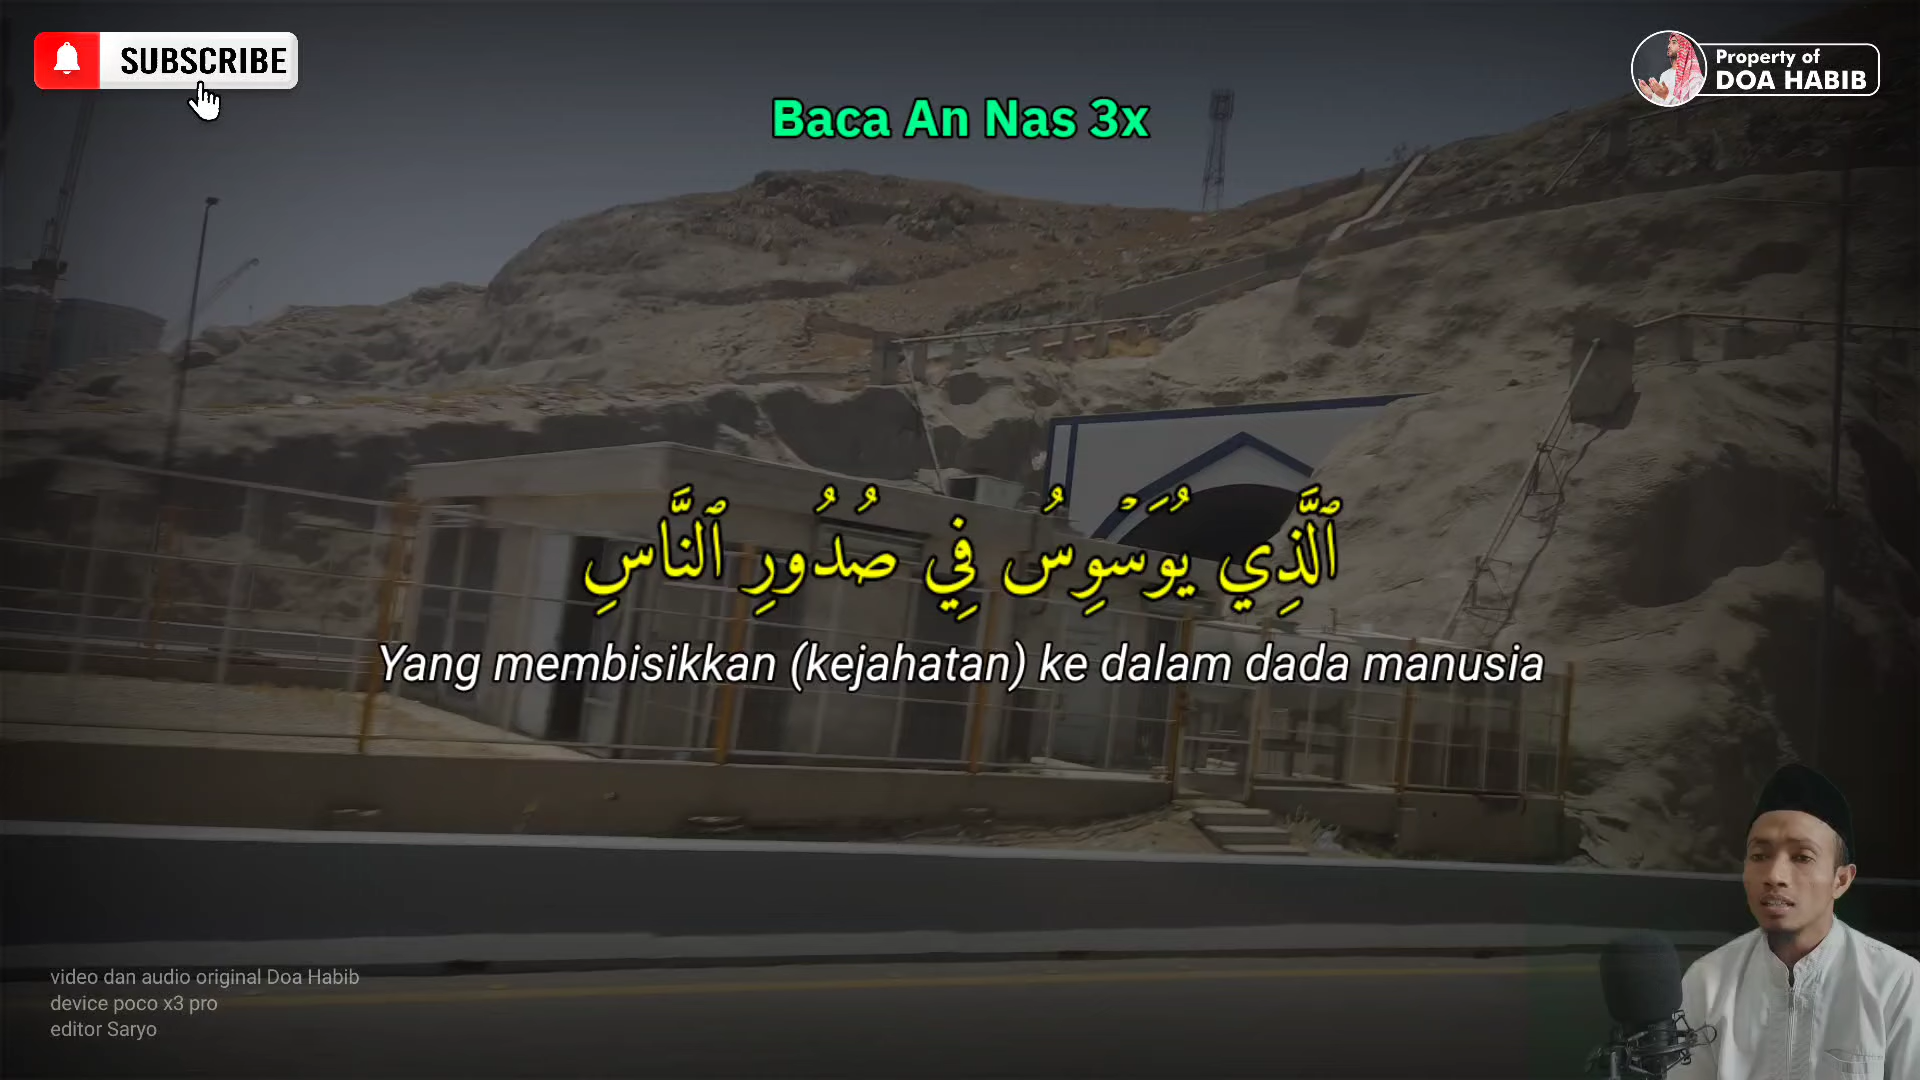 SUBSCRIBE
Property of
DOA HABIB
Baca An Nas 3x
ٱلَّذِي يُوَسۡوِسُ فِي صُدُورِ ٱلنَّاسِ
Yang membisikkan (kejahatan) ke dalam dada manusia
video dan audio original Doa Habib
device poco x3 pro
editor Saryo